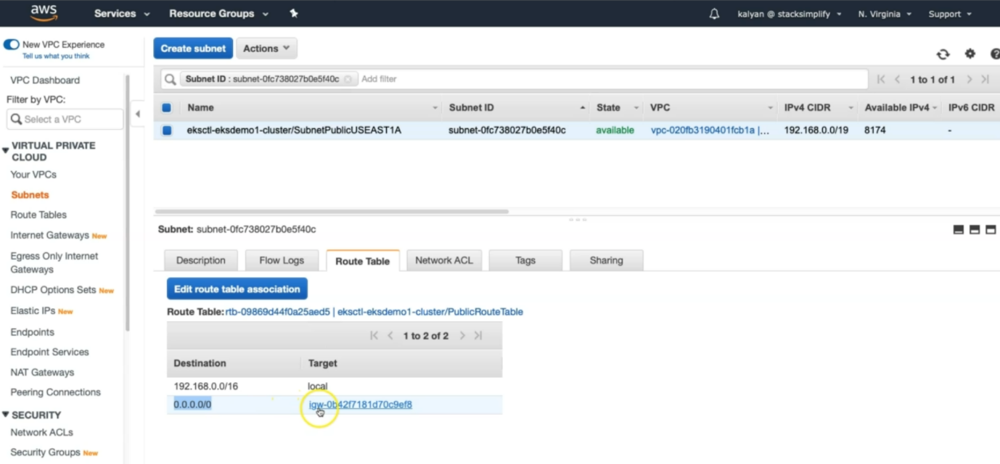 aws Services Resource Groups kalyan @ stacksimplify N. Virginia Support
New VPC Experience
Tell us what you think
VPC Dashboard
Filter by VPC:
Select a VPC
VIRTUAL PRIVATE
CLOUD
Your VPCs
Subnets
Route Tables
Internet Gateways New
Egress Only Internet
Gateways
DHCP Options Sets New
Elastic IPs New
Endpoints
Endpoint Services
NAT Gateways
Peering Connections
SECURITY
Network ACLs
Security Groups New
Create subnet Actions
Subnet ID : subnet-0fc738027b0e5f40c Add filter 1 to 1 of 1
Name Subnet ID State VPC IPv4 CIDR Available IPv4 IPv6 CIDR
eksctl-eksdemo1-cluster/SubnetPublicUSEAST1A subnet-0fc738027b0e5f40c available vpc-020fb3190401fcb1a |... 192.168.0.0/19 8174 -
Subnet: subnet-0fc738027b0e5f40c
Description Flow Logs Route Table Network ACL Tags Sharing
Edit route table association
Route Table: rtb-09869d44f0a25aed5 | eksctl-eksdemo1-cluster/PublicRouteTable
1 to 2 of 2
Destination Target
192.168.0.0/16 local
0.0.0.0/0 igw-0b42f7181d70c9ef8